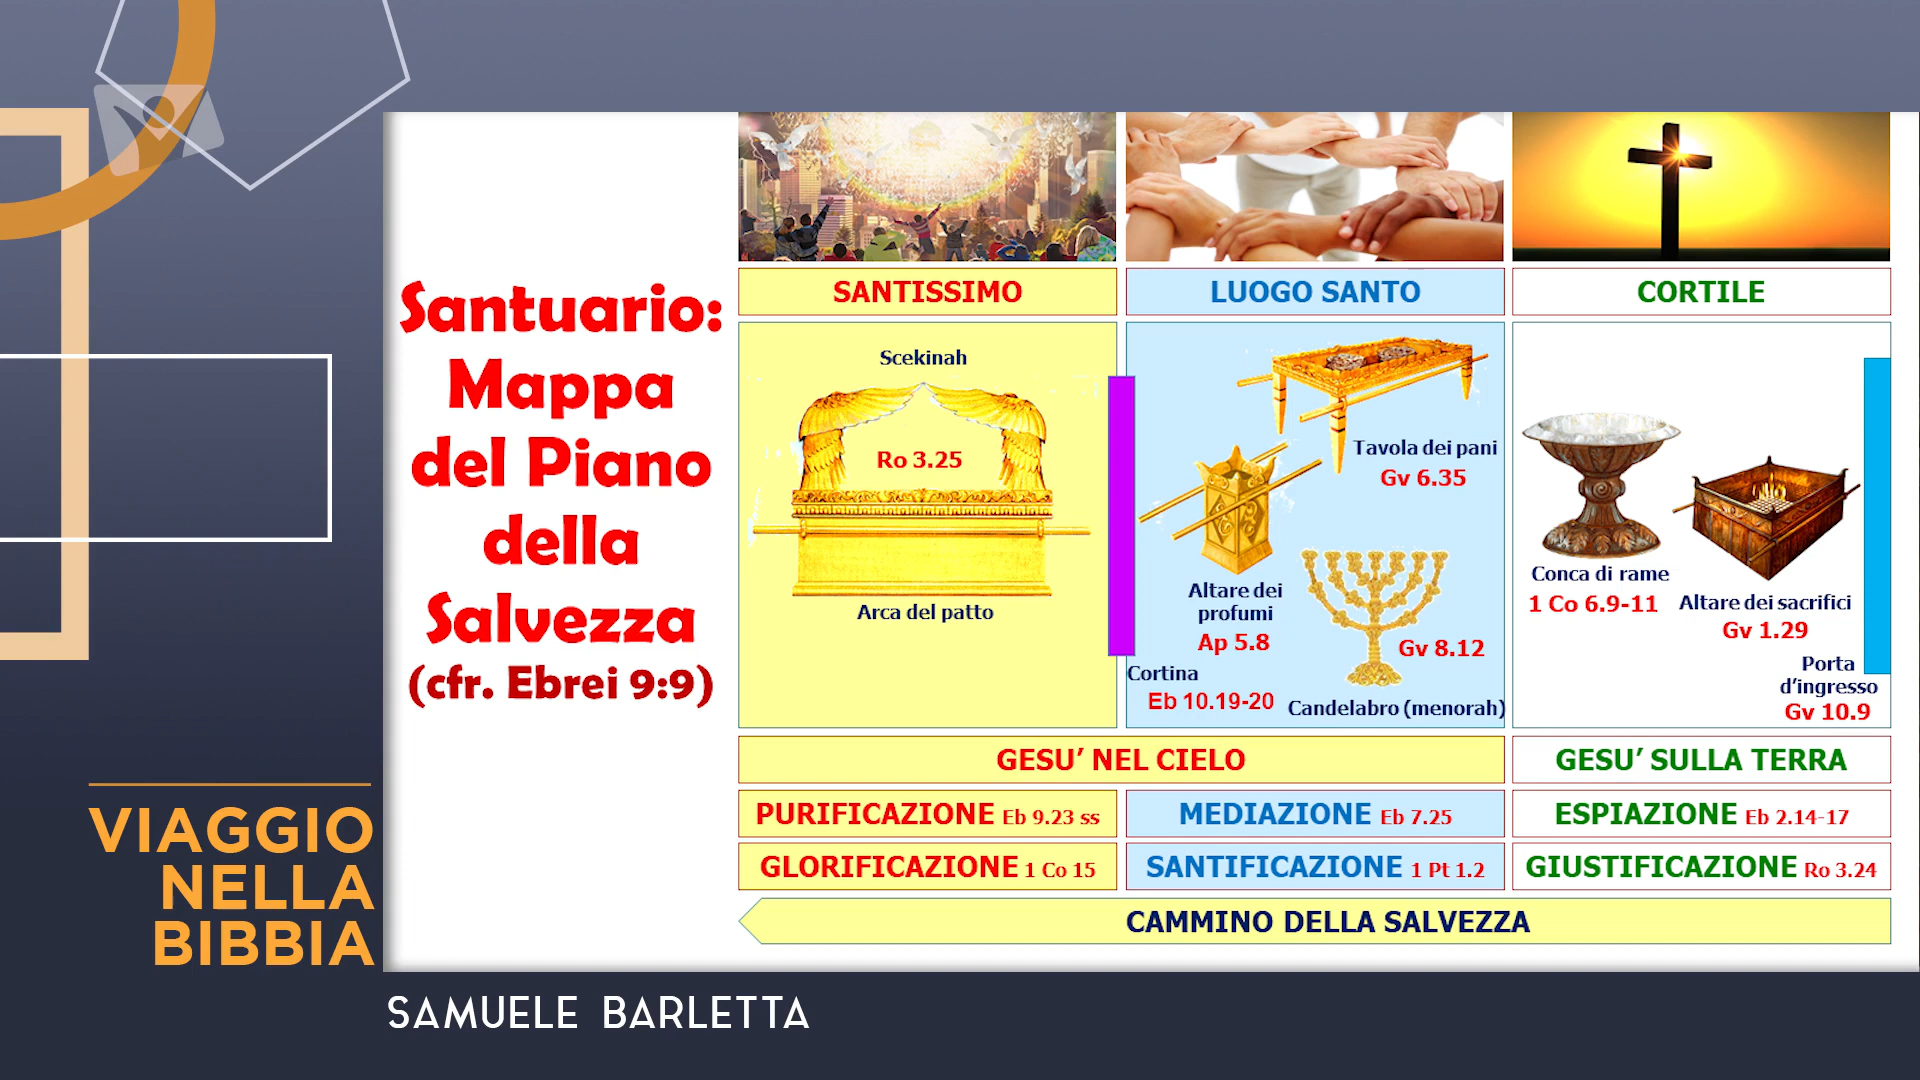 Santuario:
Mappa
del Piano
della
Salvezza
(cfr. Ebrei 9:9)
SANTISSIMO
LUOGO SANTO
CORTILE
Scekinah
Ro 3.25
Arca del patto
Tavola dei pani
Gv 6.35
Altare dei
profumi
Ap 5.8
Gv 8.12
Cortina
Eb 10.19-20
Candelabro (menorah)
Conca di rame
1 Co 6.9-11
Altare dei sacrifici
Gv 1.29
Porta
d’ingresso
Gv 10.9
GESU’ NEL CIELO
GESU’ SULLA TERRA
PURIFICAZIONE Eb 9.23 ss
MEDIAZIONE Eb 7.25
ESPIAZIONE Eb 2.14-17
GLORIFICAZIONE 1 Co 15
SANTIFICAZIONE 1 Pt 1.2
GIUSTIFICAZIONE Ro 3.24
CAMMINO DELLA SALVEZZA
VIAGGIO
NELLA
BIBBIA
SAMUELE BARLETTA